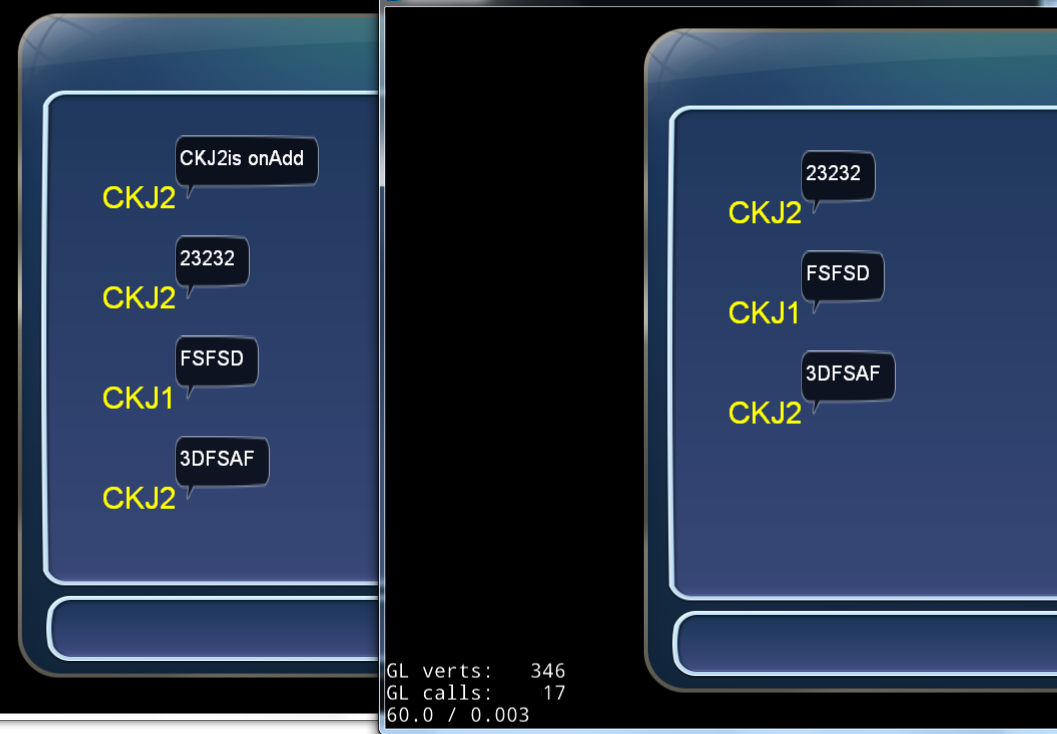 CKJ2is onAdd
CKJ2
23232
CKJ2
FSFSD
CKJ1
3DFSAF
CKJ2
23232
CKJ2
FSFSD
CKJ1
3DFSAF
CKJ2
GL verts: 346
GL calls: 17
60.0 / 0.003